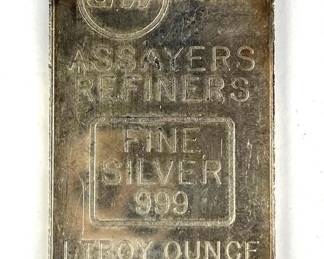 ASSAYERS
REFINERS
FINE
SILVER
999
1 TROY OUNCE